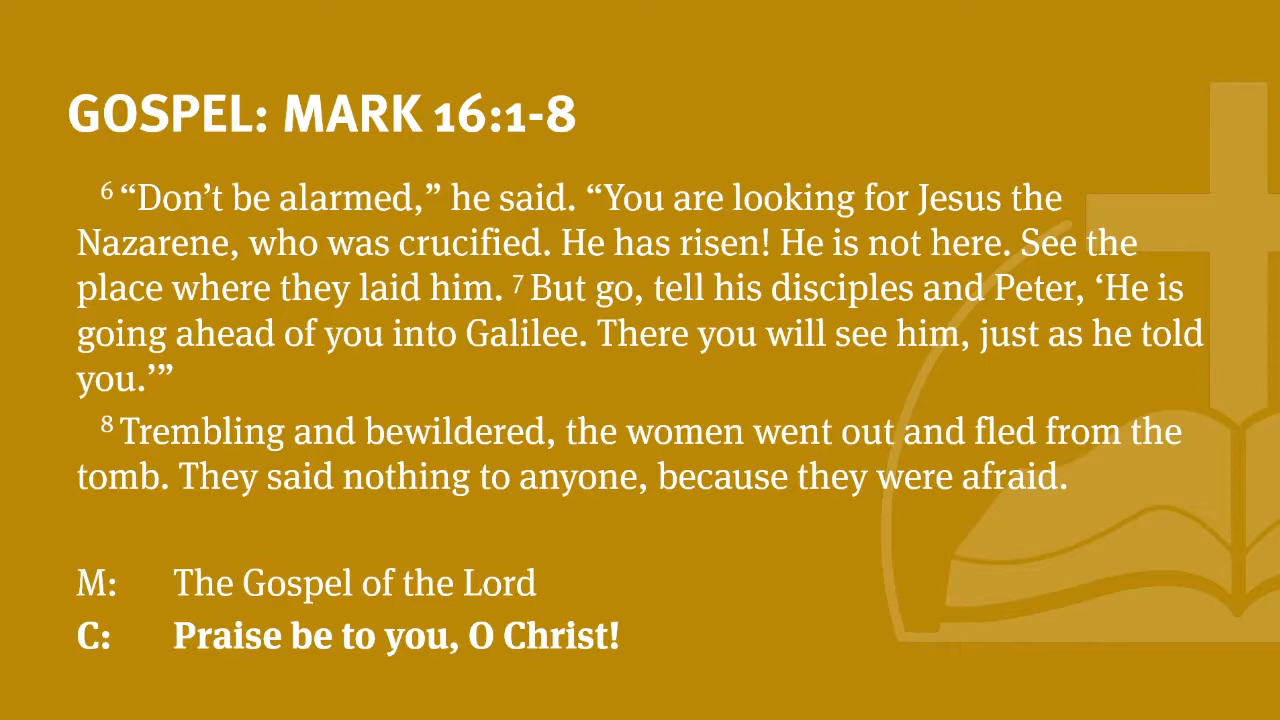 GOSPEL: MARK 16:1-8
6 “Don’t be alarmed,” he said. “You are looking for Jesus the
Nazarene, who was crucified. He has risen! He is not here. See the
place where they laid him. 7 But go, tell his disciples and Peter, ‘He is
going ahead of you into Galilee. There you will see him, just as he told
you.’”
8 Trembling and bewildered, the women went out and fled from the
tomb. They said nothing to anyone, because they were afraid.
M: The Gospel of the Lord
C: Praise be to you, O Christ!